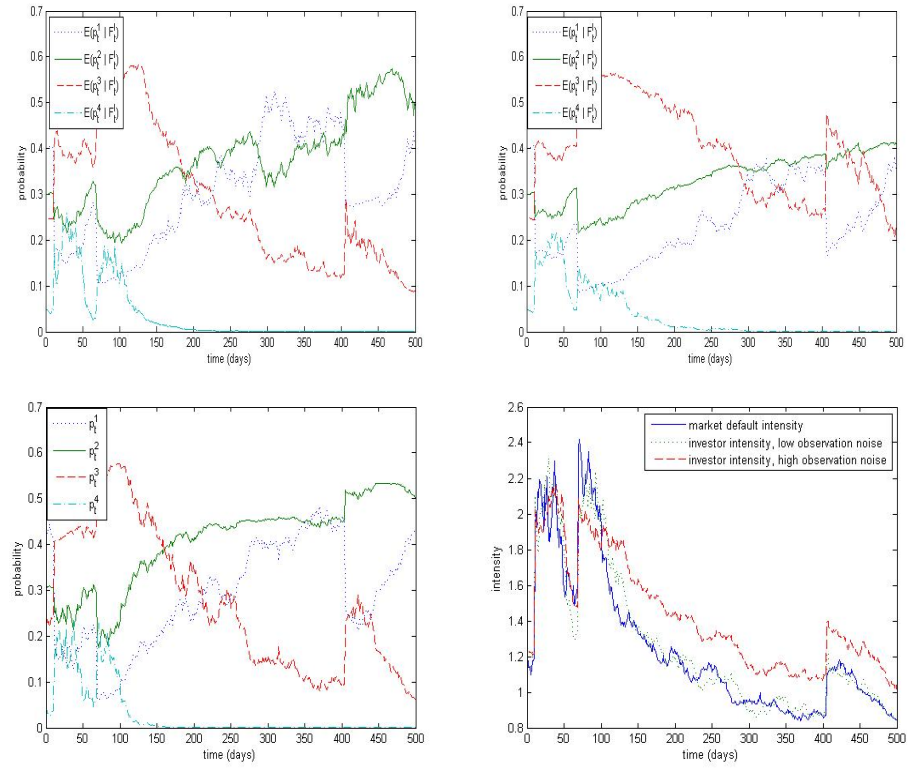 0.7
0.6
0.5
0.4
0.3
0.2
0.1
0
probability
E(p_t^1 | F_t^I)
E(p_t^2 | F_t^I)
E(p_t^3 | F_t^I)
E(p_t^4 | F_t^I)
0 50 100 150 200 250 300 350 400 450 500
time (days)
0.7
0.6
0.5
0.4
0.3
0.2
0.1
0
probability
E(p_t^1 | F_t^I)
E(p_t^2 | F_t^I)
E(p_t^3 | F_t^I)
E(p_t^4 | F_t^I)
0 50 100 150 200 250 300 350 400 450 500
time (days)
0.7
0.6
0.5
0.4
0.3
0.2
0.1
0
probability
p_t^1
p_t^2
p_t^3
p_t^4
0 50 100 150 200 250 300 350 400 450 500
time (days)
2.6
2.4
2.2
2
1.8
1.6
1.4
1.2
1
0.8
intensity
market default intensity
investor intensity, low observation noise
investor intensity, high observation noise
0 50 100 150 200 250 300 350 400 450 500
time (days)